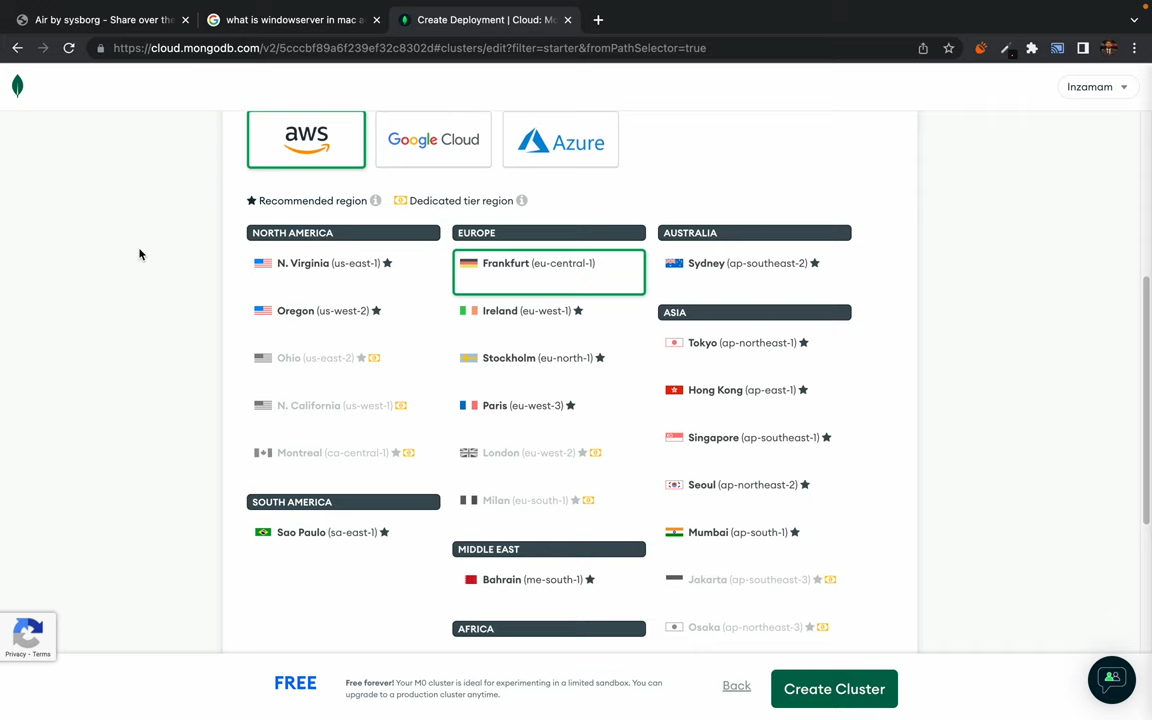 Air by sysborg - Share over the
what is windowserver in mac a
Create Deployment | Cloud: Mo
https://cloud.mongodb.com/v2/5cccbf89a6f239ef32c8302d#clusters/edit?filter=starter&fromPathSelector=true
Inzamam
aws
Google Cloud
Azure
Recommended region
Dedicated tier region
NORTH AMERICA
N. Virginia (us-east-1)
Oregon (us-west-2)
Ohio (us-east-2)
N. California (us-west-1)
Montreal (ca-central-1)
SOUTH AMERICA
Sao Paulo (sa-east-1)
EUROPE
Frankfurt (eu-central-1)
Ireland (eu-west-1)
Stockholm (eu-north-1)
Paris (eu-west-3)
London (eu-west-2)
Milan (eu-south-1)
MIDDLE EAST
Bahrain (me-south-1)
AFRICA
AUSTRALIA
Sydney (ap-southeast-2)
ASIA
Tokyo (ap-northeast-1)
Hong Kong (ap-east-1)
Singapore (ap-southeast-1)
Seoul (ap-northeast-2)
Mumbai (ap-south-1)
Jakarta (ap-southeast-3)
Osaka (ap-northeast-3)
Privacy - Terms
FREE
Free forever! Your M0 cluster is ideal for experimenting in a limited sandbox. You can
upgrade to a production cluster anytime.
Back
Create Cluster